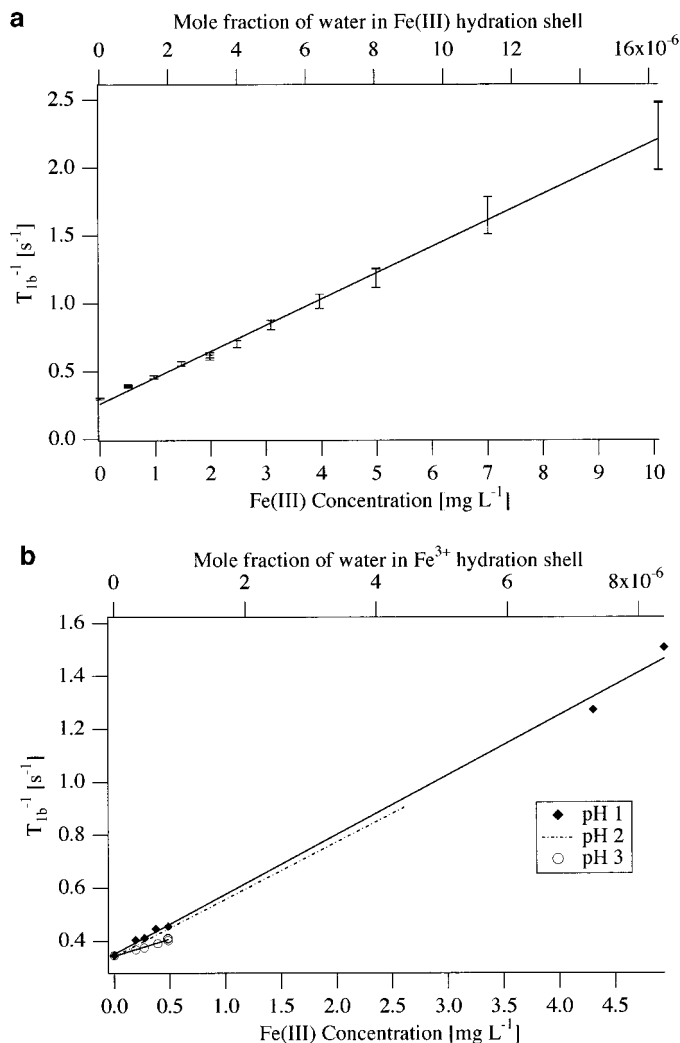 a
Mole fraction of water in Fe(III) hydration shell
0 2 4 6 8 10 12 16x10⁻⁶
2.5
2.0
1.5
1.0
0.5
0.0
T₁b⁻¹ [s⁻¹]
0 1 2 3 4 5 6 7 8 9 10
Fe(III) Concentration [mg L⁻¹]
b
Mole fraction of water in Fe³⁺ hydration shell
0 2 4 6 8x10⁻⁶
1.6
1.4
1.2
1.0
0.8
0.6
0.4
T₁b⁻¹ [s⁻¹]
pH 1
pH 2
pH 3
0.0 0.5 1.0 1.5 2.0 2.5 3.0 3.5 4.0 4.5
Fe(III) Concentration [mg L⁻¹]